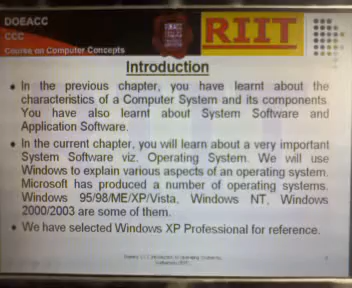 DOEACC
CCC
Course on Computer Concepts
RIIT
Introduction
• In the previous chapter, you have learnt about the
characteristics of a Computer System and its components.
You have also learnt about System Software and
Application Software.
• In the current chapter, you will learn about a very important
System Software viz. Operating System. We will use
Windows to explain various aspects of an operating system.
Microsoft has produced a number of operating systems.
Windows 95/98/ME/XP/Vista, Windows NT, Windows
2000/2003 are some of them.
• We have selected Windows XP Professional for reference.